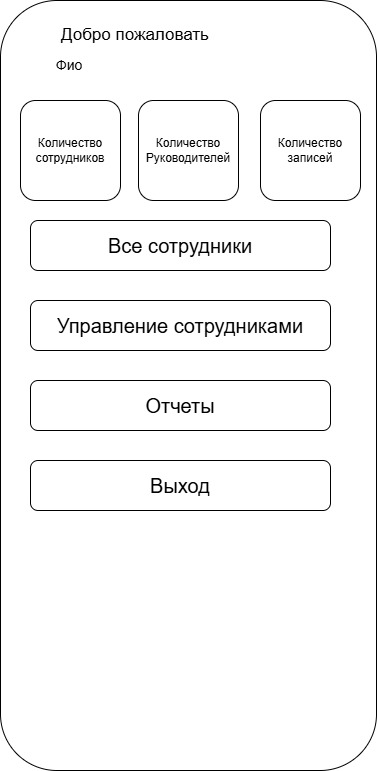 Добро пожаловать
Фио
Количество
сотрудников
Количество
Руководителей
Количество
записей
Все сотрудники
Управление сотрудниками
Отчеты
Выход